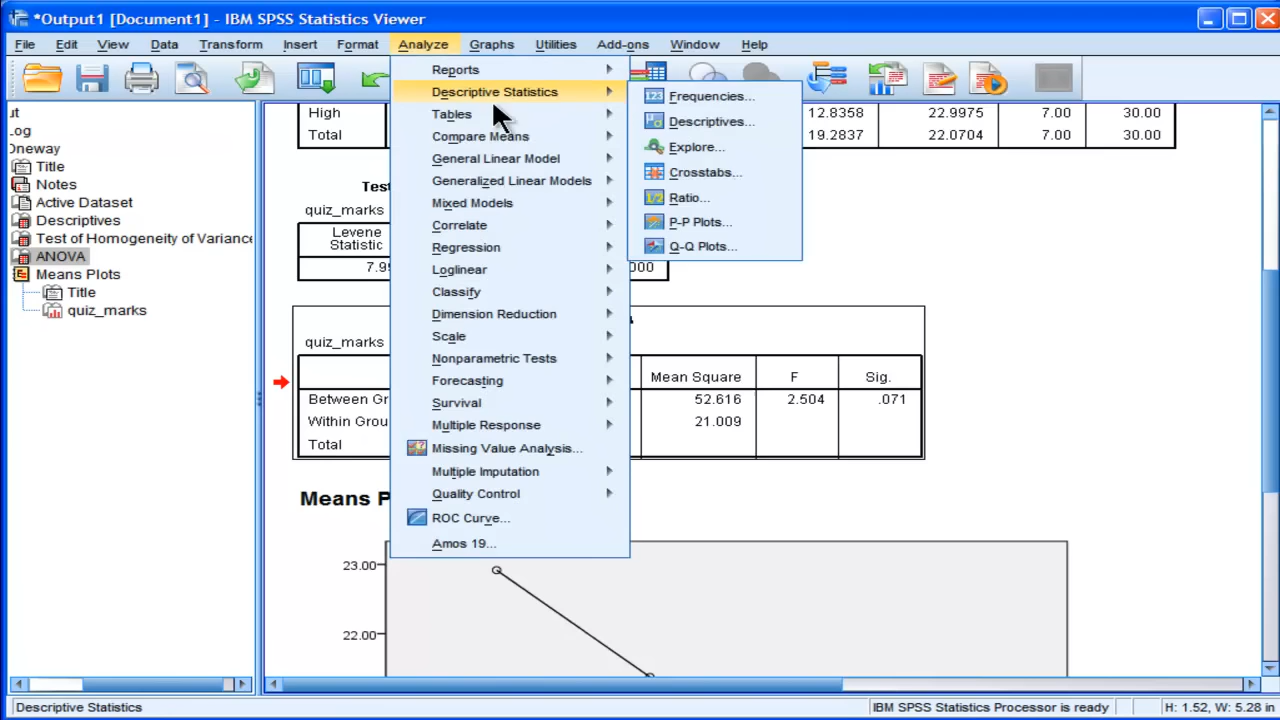 *Output1 [Document1] - IBM SPSS Statistics Viewer
File Edit View Data Transform Insert Format Analyze Graphs Utilities Add-ons Window Help
ut
Log
Oneway
Title
Notes
Active Dataset
Descriptives
Test of Homogeneity of Variance
ANOVA
Means Plots
Title
quiz_marks
Reports
Descriptive Statistics
Tables
Compare Means
General Linear Model
Generalized Linear Models
Mixed Models
Correlate
Regression
Loglinear
Classify
Dimension Reduction
Scale
Nonparametric Tests
Forecasting
Survival
Multiple Response
Missing Value Analysis...
Multiple Imputation
Quality Control
ROC Curve...
Amos 19...
Frequencies...
Descriptives...
Explore...
Crosstabs...
Ratio...
P-P Plots...
Q-Q Plots...
High 12.8358 22.9975 7.00 30.00
Total 19.2837 22.0704 7.00 30.00
Test
quiz_marks
Levene
Statistic
7.99 000
quiz_marks
Mean Square F Sig.
Between Gr 52.616 2.504 .071
Within Grou 21.009
Total
Means P
23.00
22.00
Descriptive Statistics
IBM SPSS Statistics Processor is ready
H: 1.52, W: 5.28 in